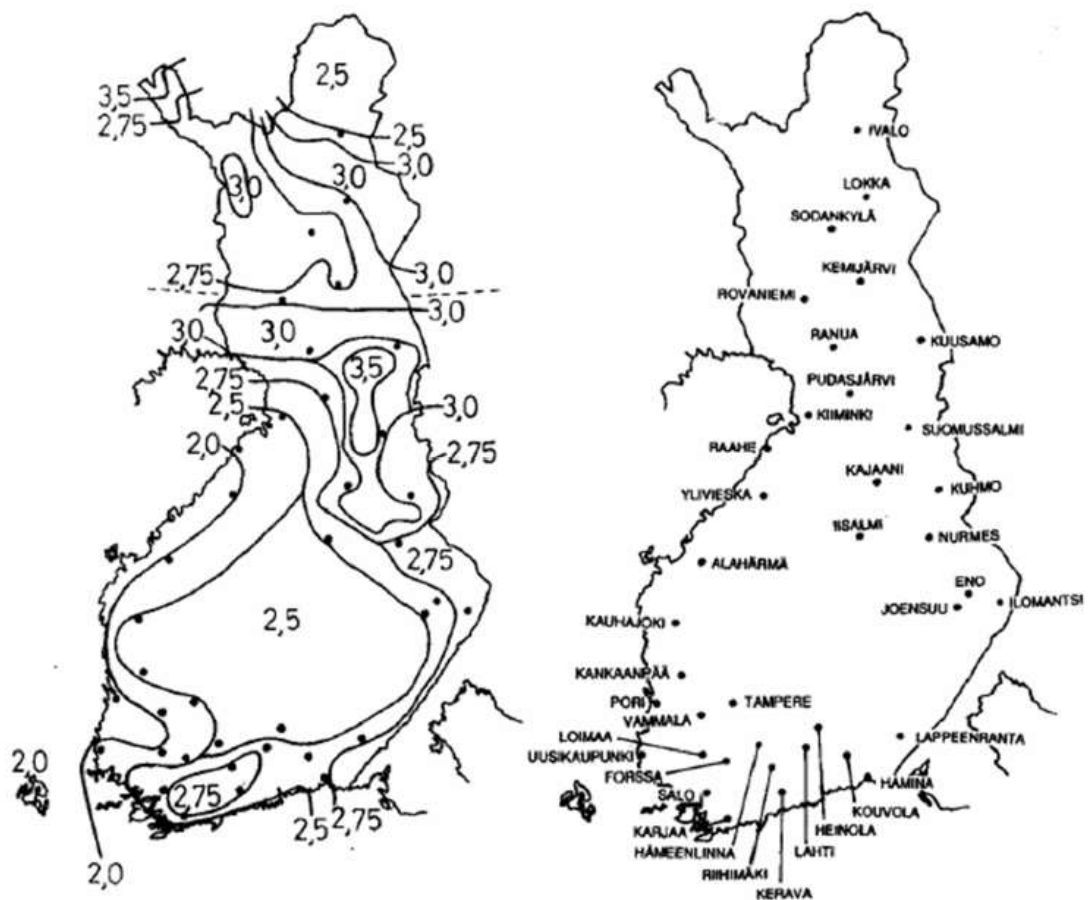 2,5
3,5
2,75
2,5
3,0
3,0
3,0
2,75
3,0
3,0
3,0
3,0
3,5
2,75
2,5
3,0
2,0
2,75
2,75
2,5
2,0
2,75
2,5
2,75
2,0
IVALO
LOKKA
SODANKYLÄ
KEMIJÄRVI
ROVANIEMI
RANUA
KUUSAMO
PUDASJÄRVI
KIIMINKI
SUOMUSSALMI
RAAHE
KAJAANI
YLIVIESKA
KUHMO
IISALMI
NURMES
ALAHÄRMÄ
ENO
JOENSUU
ILOMANTSI
KAUHAJOKI
KANKAANPÄÄ
PORI
TAMPERE
VAMMALA
LOIMAA
LAPPEENRANTA
UUSIKAUPUNKI
FORSSA
HAMINA
SALO
KOUVOLA
KARJAA
HEINOLA
HÄMEENLINNA
LAHTI
RIIHIMÄKI
KERAVA